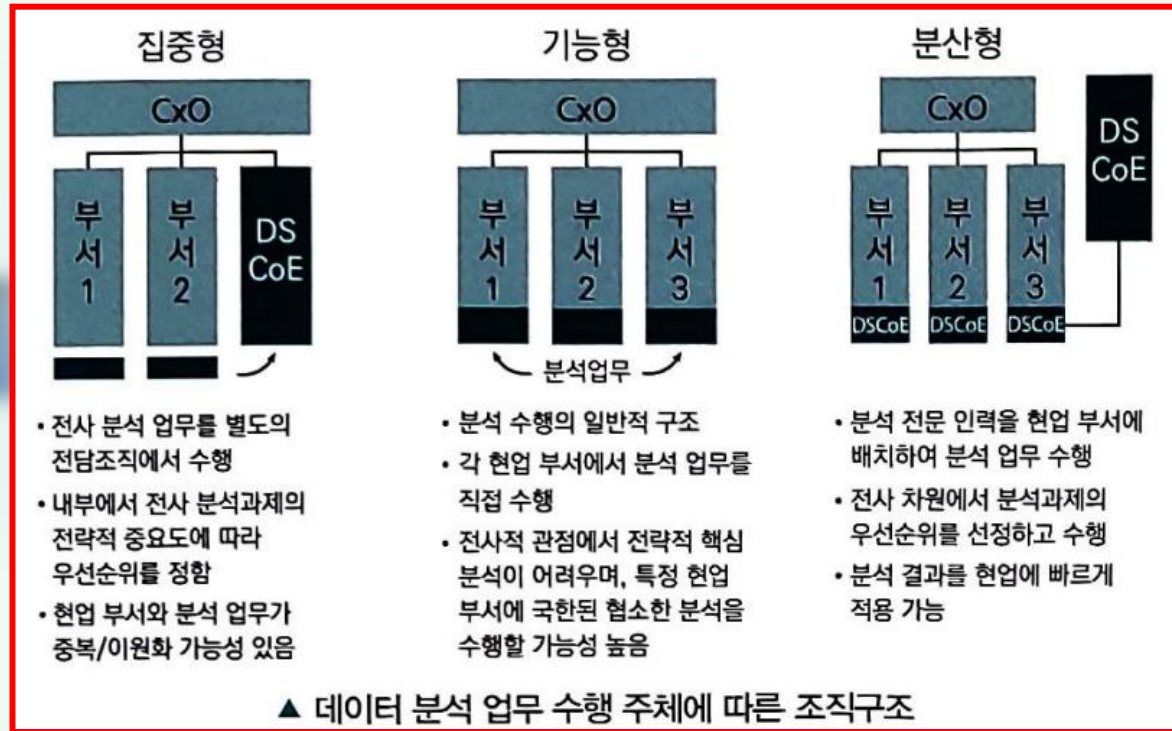 집중형
CxO
부서1
부서2
DS
CoE
• 전사 분석 업무를 별도의
전담조직에서 수행
• 내부에서 전사 분석과제의
전략적 중요도에 따라
우선순위를 정함
• 현업 부서와 분석 업무가
중복/이원화 가능성 있음
기능형
CxO
부서1
부서2
부서3
분석업무
• 분석 수행의 일반적 구조
• 각 현업 부서에서 분석 업무를
직접 수행
• 전사적 관점에서 전략적 핵심
분석이 어려우며, 특정 현업
부서에 국한된 협소한 분석을
수행할 가능성 높음
분산형
CxO
DS
CoE
부서1
부서2
부서3
DSCoE
DSCoE
DSCoE
• 분석 전문 인력을 현업 부서에
배치하여 분석 업무 수행
• 전사 차원에서 분석과제의
우선순위를 선정하고 수행
• 분석 결과를 현업에 빠르게
적용 가능
▲ 데이터 분석 업무 수행 주체에 따른 조직구조